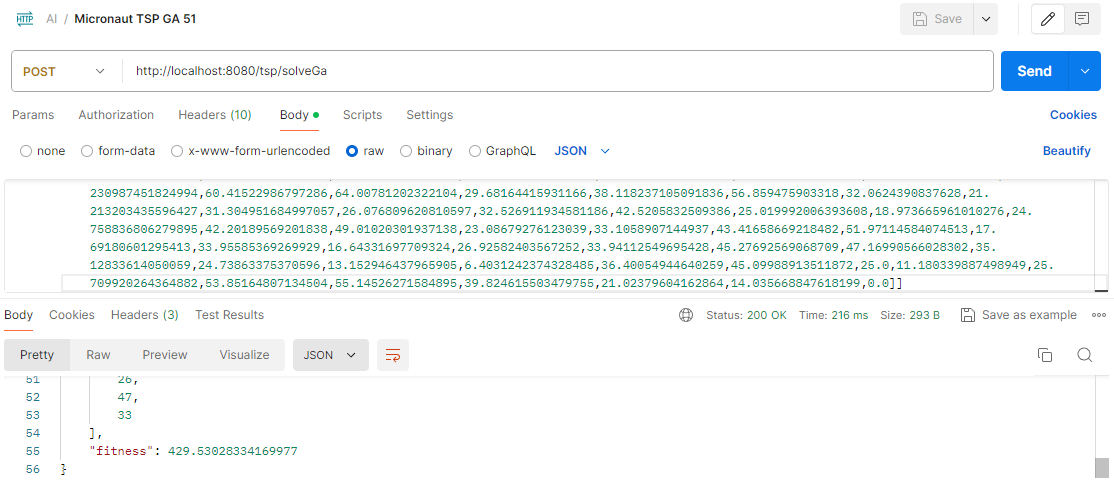 HTTP AI / Micronaut TSP GA 51 Save
POST http://localhost:8080/tsp/solveGa Send
Params Authorization Headers (10) Body Scripts Settings Cookies
none form-data x-www-form-urlencoded raw binary GraphQL JSON Beautify
230987451824994,60.41522986797286,64.00781202322104,29.68164415931166,38.118237105091836,56.859475903318,32.0624390837628,21.
213203435596427,31.304951684997057,26.076809620810597,32.526911934581186,42.5205832509386,25.019992006393608,18.973665961010276,24.
758836806279895,42.20189569201838,49.01020301937138,23.08679276123039,33.1058907144937,43.41658669218482,51.97114584074513,17.
69180601295413,33.95585369269929,16.64331697709324,26.92582403567252,33.94112549695428,45.27692569068709,47.16990566028302,35.
12833614050059,24.73863375370596,13.152946437965905,6.4031242374328485,36.40054944640259,45.09988913511872,25.0,11.180339887498949,25.
709920264364882,53.85164807134504,55.14526271584895,39.824615503479755,21.02379604162864,14.035668847618199,0.0]]
Body Cookies Headers (3) Test Results Status: 200 OK Time: 216 ms Size: 293 B Save as example
Pretty Raw Preview Visualize JSON
51 26,
52 47,
53 33
54 ],
55 "fitness": 429.53028334169977
56 }